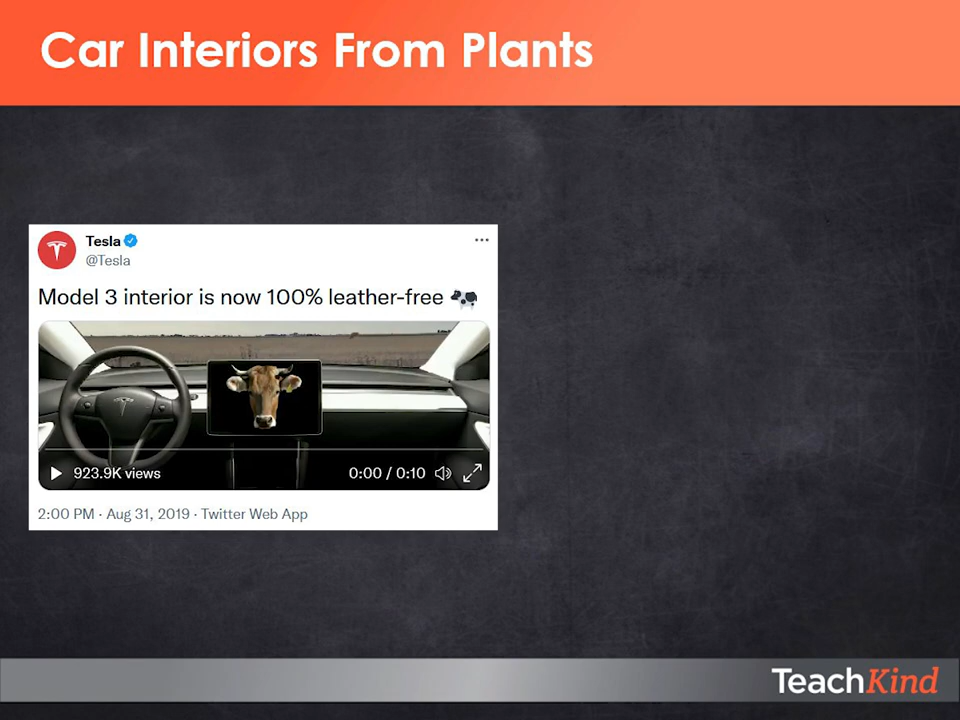 Car Interiors From Plants
Tesla
@Tesla
Model 3 interior is now 100% leather-free 🐄
923.9K views
0:00 / 0:10
2:00 PM · Aug 31, 2019 · Twitter Web App
TeachKind